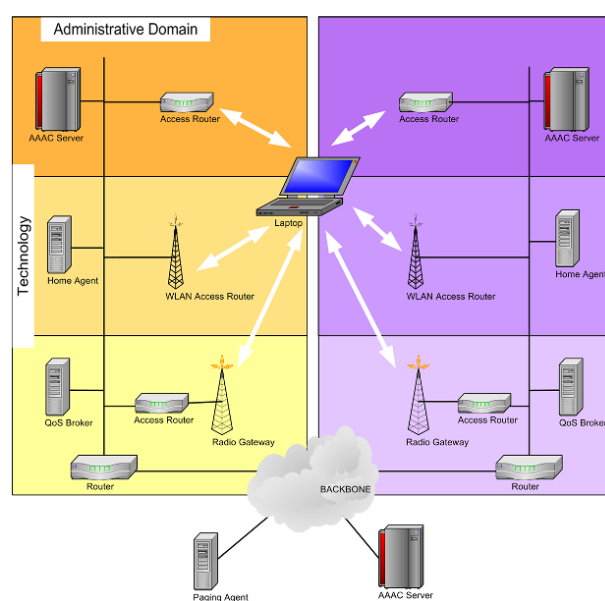 Administrative Domain
Technology
AAAC Server
Access Router
Access Router
AAAC Server
Laptop
Home Agent
WLAN Access Router
WLAN Access Router
Home Agent
QoS Broker
Access Router
Radio Gateway
Radio Gateway
Access Router
QoS Broker
Router
BACKBONE
Router
Paging Agent
AAAC Server